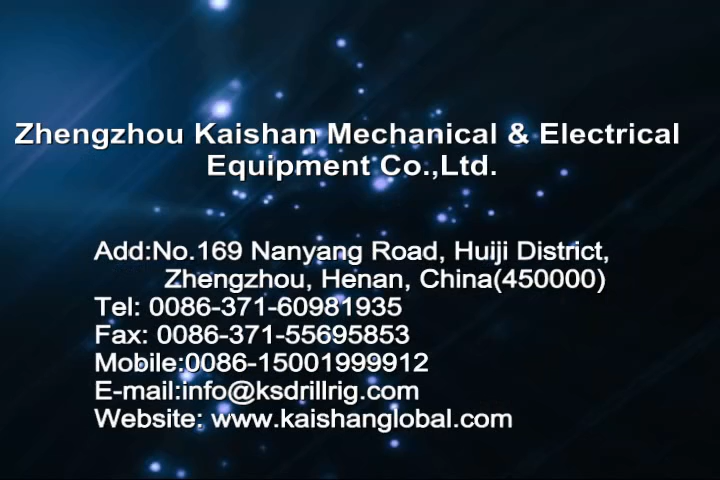 Zhengzhou Kaishan Mechanical & Electrical
Equipment Co.,Ltd.
Add:No.169 Nanyang Road, Huiji District,
Zhengzhou, Henan, China(450000)
Tel: 0086-371-60981935
Fax: 0086-371-55695853
Mobile:0086-15001999912
E-mail:info@ksdrillrig.com
Website: www.kaishanglobal.com